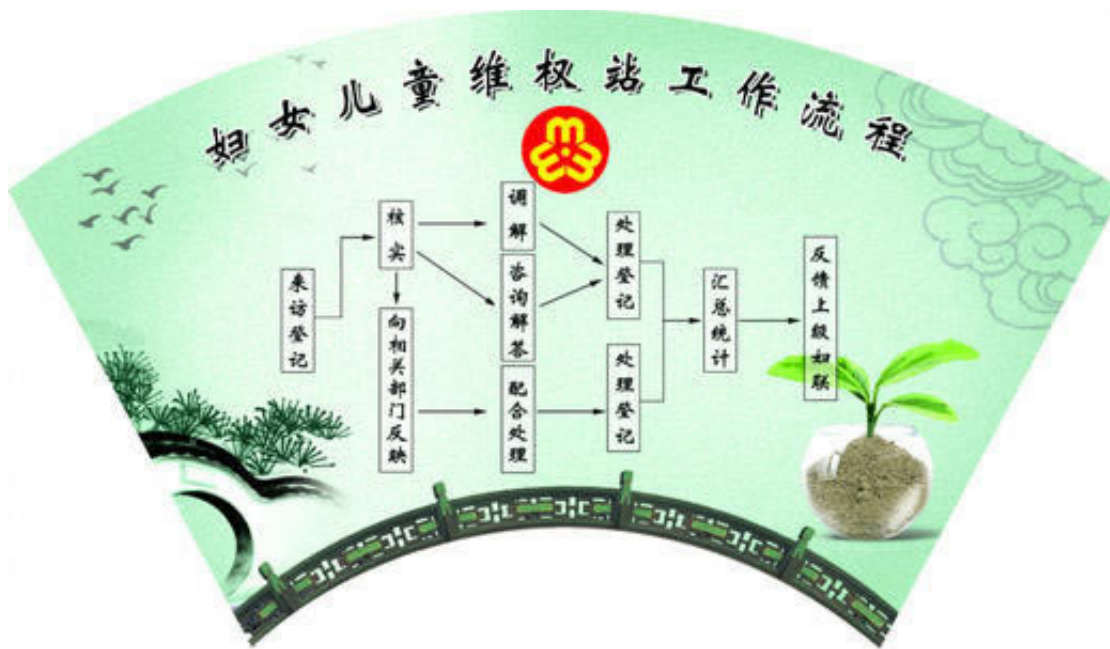 妇女儿童维权站工作流程
来访登记
核实
向相关部门反映
调解
咨询解答
配合处理
处理登记
处理登记
汇总统计
反馈上级妇联